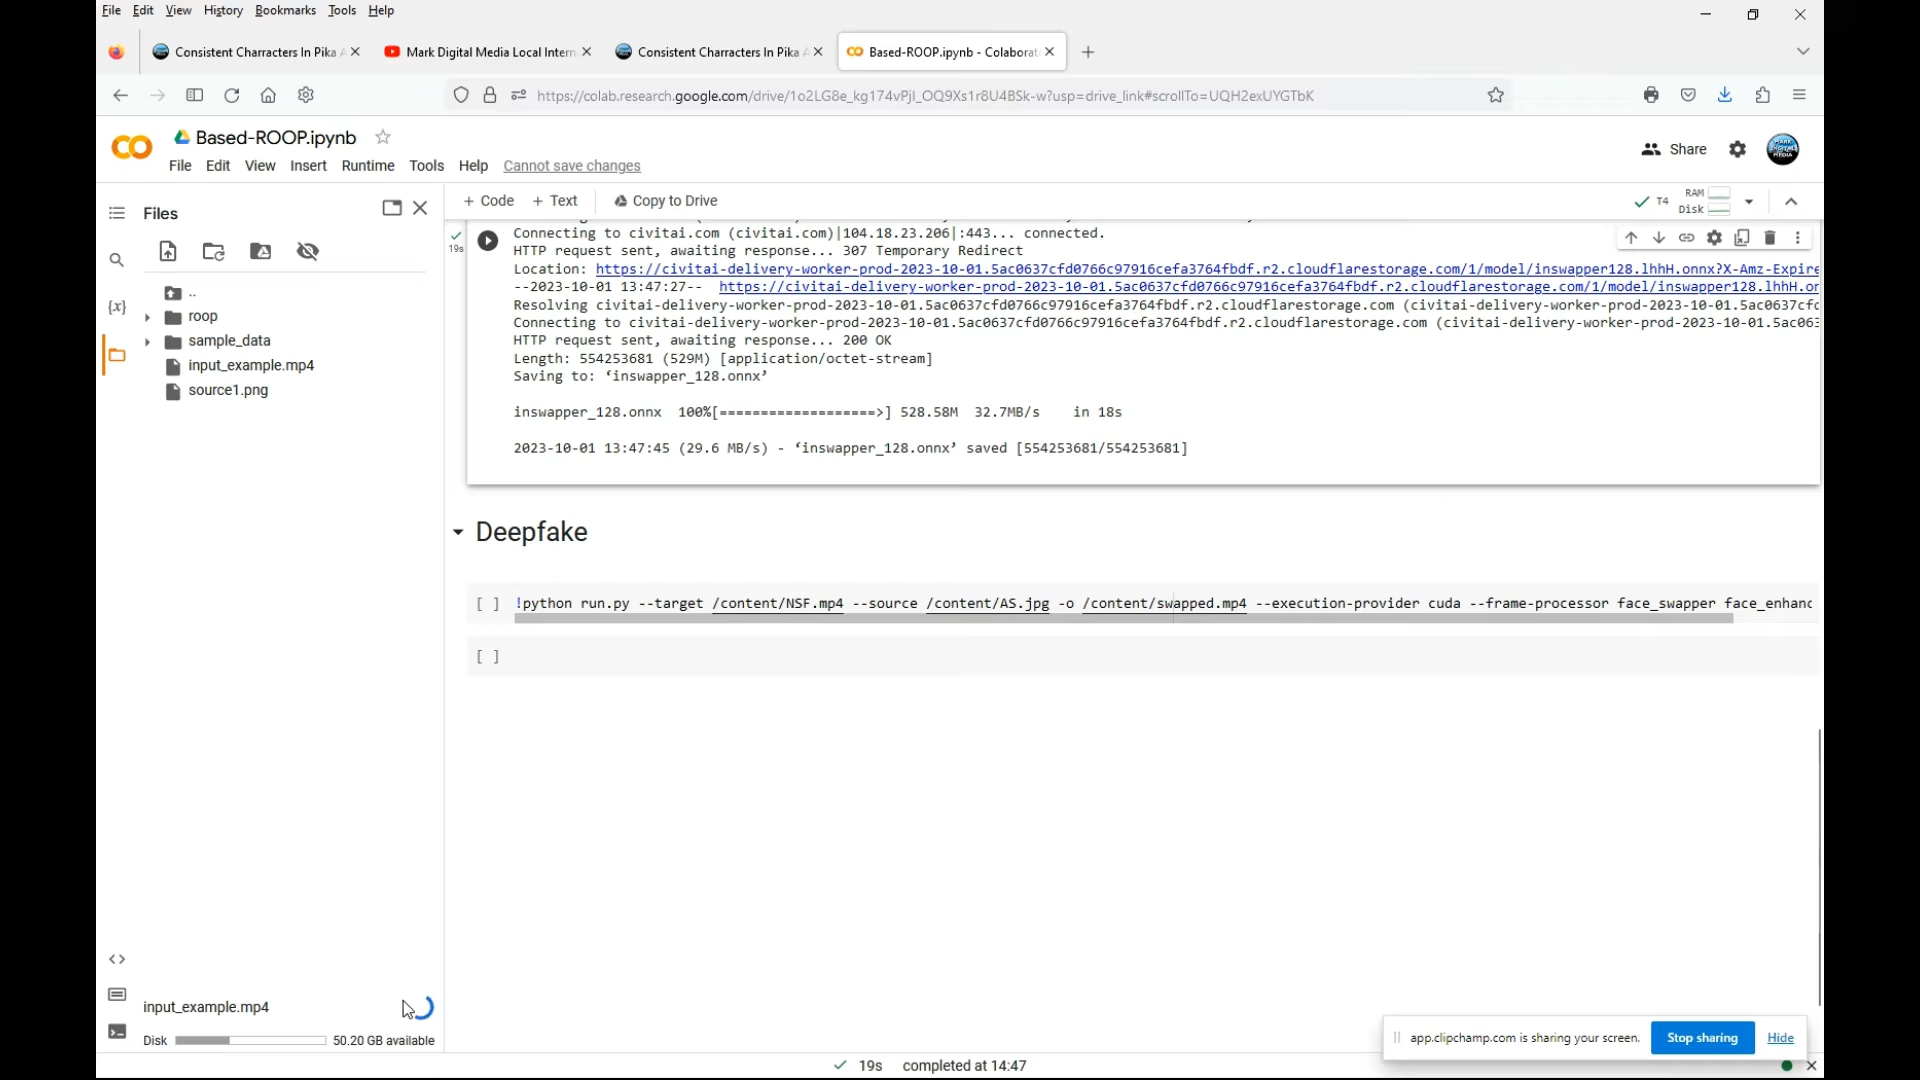 File Edit View History Bookmarks Tools Help
Consistent Charracters In Pika
Mark Digital Media Local Intern
Consistent Charracters In Pika
Based-ROOP.ipynb - Colaborat
https://colab.research.google.com/drive/1o2LG8e_kg174vPjI_OQ9Xs1r8U4BSk-w?usp=drive_link#scrollTo=UQH2exUYGTbK
Based-ROOP.ipynb
Share
File Edit View Insert Runtime Tools Help Cannot save changes
Files
+ Code + Text Copy to Drive
T4 RAM
Disk
..
roop
sample_data
input_example.mp4
source1.png
{x}
19s
Connecting to civitai.com (civitai.com)|104.18.23.206|:443... connected.
HTTP request sent, awaiting response... 307 Temporary Redirect
Location: https://civitai-delivery-worker-prod-2023-10-01.5ac0637cfd0766c97916cefa3764fbdf.r2.cloudflarestorage.com/1/model/inswapper128.lhhH.onnx?X-Amz-Expire
--2023-10-01 13:47:27-- https://civitai-delivery-worker-prod-2023-10-01.5ac0637cfd0766c97916cefa3764fbdf.r2.cloudflarestorage.com/1/model/inswapper128.lhhH.on
Resolving civitai-delivery-worker-prod-2023-10-01.5ac0637cfd0766c97916cefa3764fbdf.r2.cloudflarestorage.com (civitai-delivery-worker-prod-2023-10-01.5ac0637cfd
Connecting to civitai-delivery-worker-prod-2023-10-01.5ac0637cfd0766c97916cefa3764fbdf.r2.cloudflarestorage.com (civitai-delivery-worker-prod-2023-10-01.5ac063
HTTP request sent, awaiting response... 200 OK
Length: 554253681 (529M) [application/octet-stream]
Saving to: ‘inswapper_128.onnx’
inswapper_128.onnx 100%[===================>] 528.58M 32.7MB/s in 18s
2023-10-01 13:47:45 (29.6 MB/s) - ‘inswapper_128.onnx’ saved [554253681/554253681]
Deepfake
[ ] !python run.py --target /content/NSF.mp4 --source /content/AS.jpg -o /content/swapped.mp4 --execution-provider cuda --frame-processor face_swapper face_enhanc
[ ]
input_example.mp4
Disk 50.20 GB available
app.clipchamp.com is sharing your screen. Stop sharing Hide
19s completed at 14:47